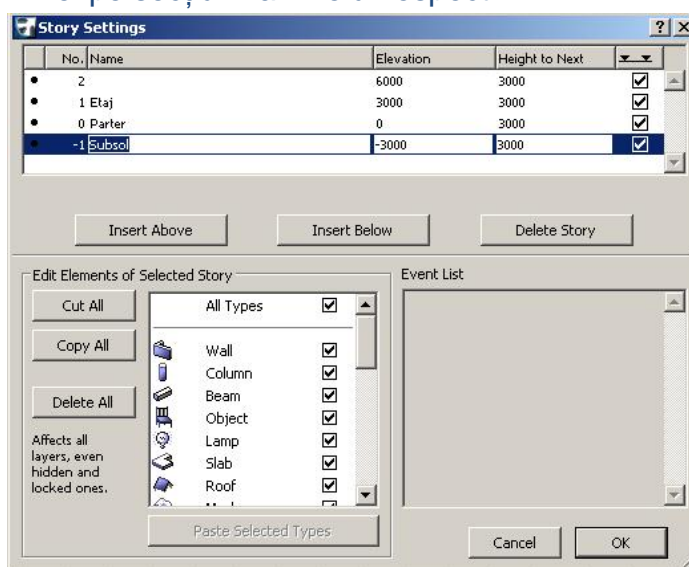 Story Settings
No. Name Elevation Height to Next
2 6000 3000
1 Etaj 3000 3000
0 Parter 0 3000
-1 Subsol -3000 3000
Insert Above Insert Below Delete Story
Edit Elements of Selected Story
Event List
Cut All
Copy All
Delete All
Affects all
layers, even
hidden and
locked ones.
All Types
Wall
Column
Beam
Object
Lamp
Slab
Roof
Paste Selected Types
Cancel OK